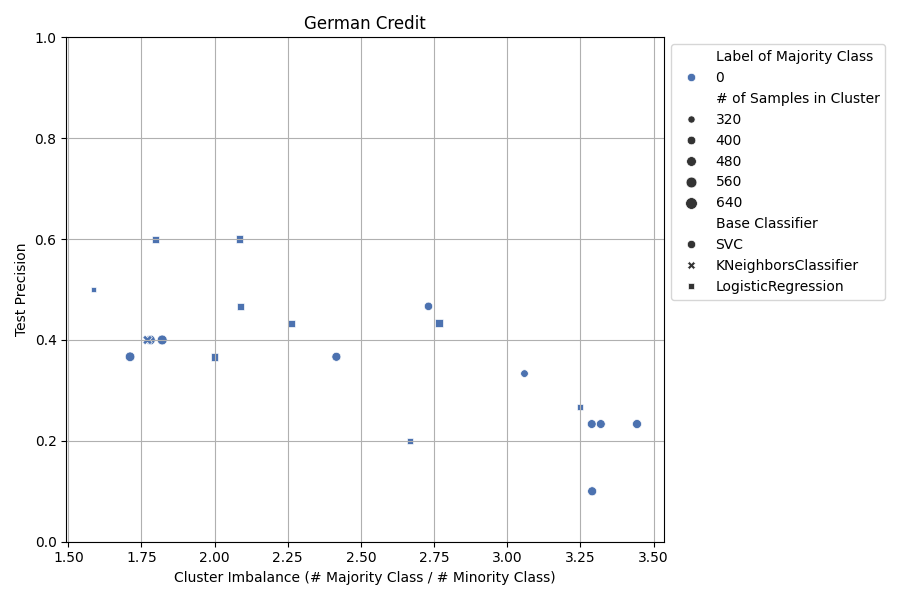 German Credit
1.0
0.8
0.6
0.4
0.2
0.0
Test Precision
1.50
1.75
2.00
2.25
2.50
2.75
3.00
3.25
3.50
Cluster Imbalance (# Majority Class / # Minority Class)
Label of Majority Class
0
# of Samples in Cluster
320
400
480
560
640
Base Classifier
SVC
KNeighborsClassifier
LogisticRegression